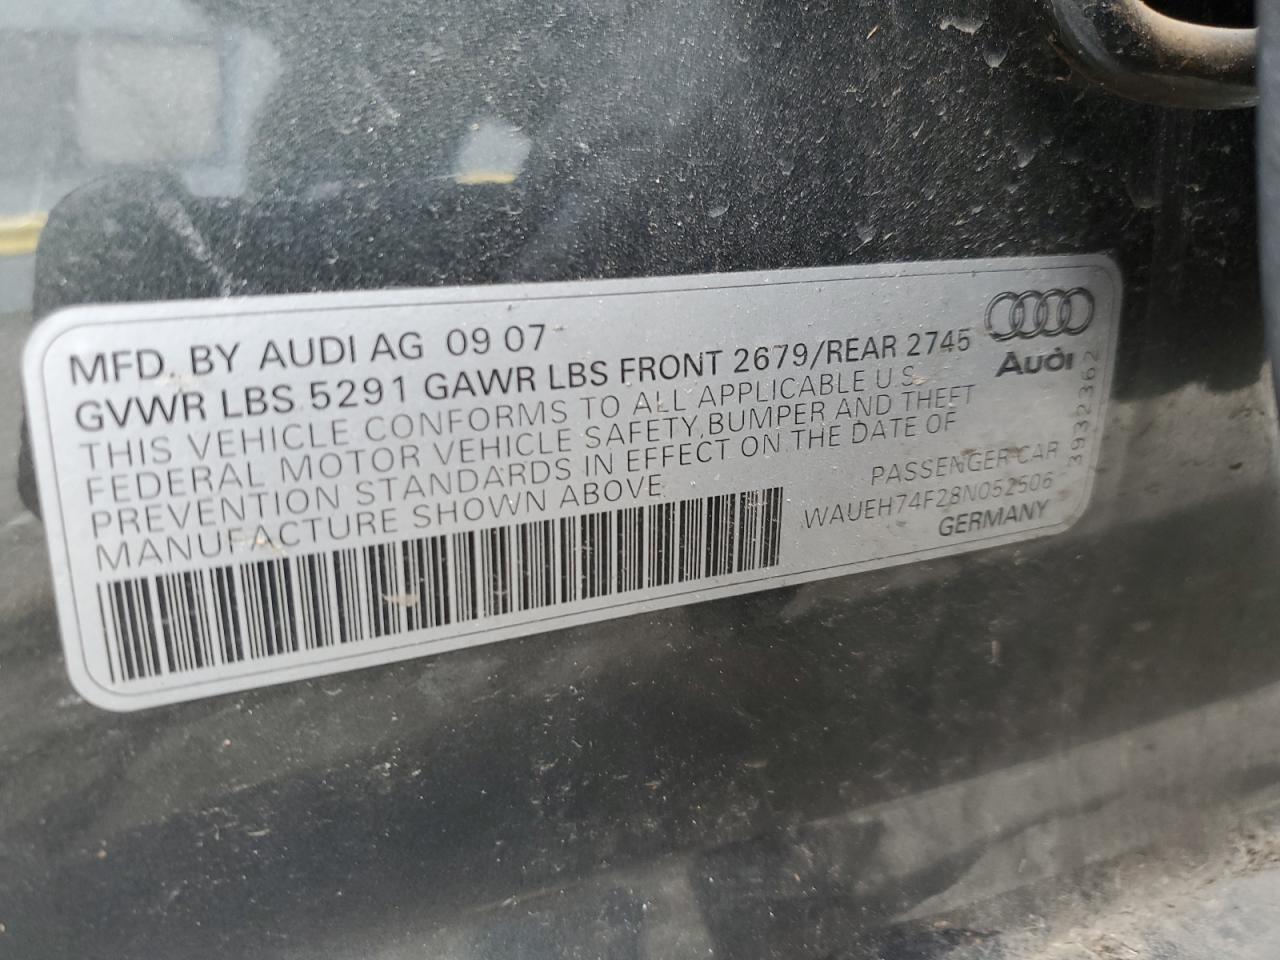 MFD. BY AUDI AG 09 07
GVWR LBS 5291 GAWR LBS FRONT 2679/REAR 2745
THIS VEHICLE CONFORMS TO ALL APPLICABLE U.S.
FEDERAL MOTOR VEHICLE SAFETY, BUMPER AND THEFT
PREVENTION STANDARDS IN EFFECT ON THE DATE OF
MANUFACTURE SHOWN ABOVE.
Audi
PASSENGER CAR
WAUEH74F28N052506
GERMANY
39323362